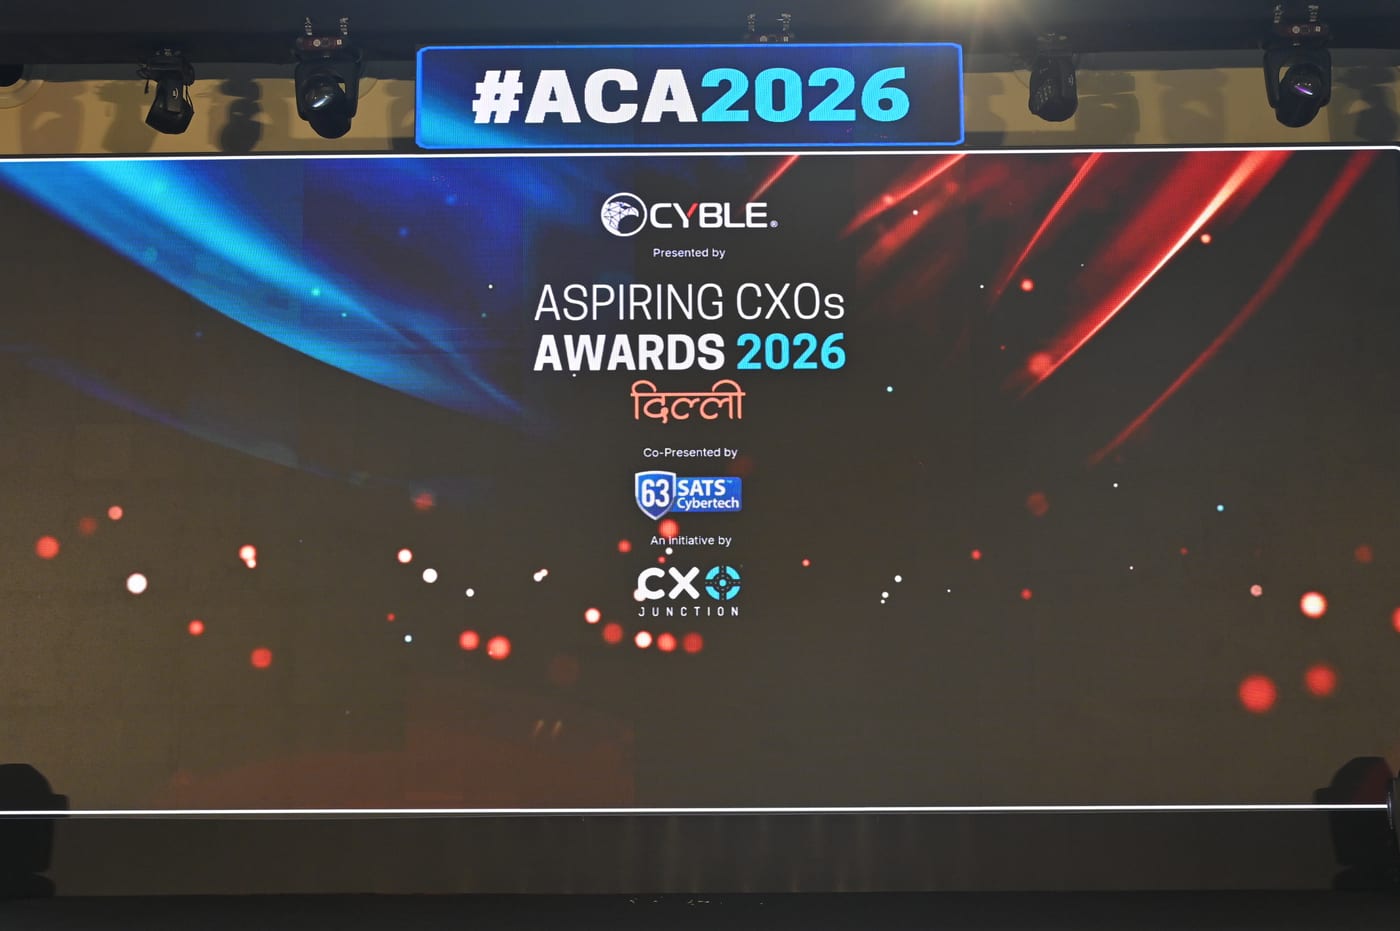 #ACA2026
CYBLE®
Presented by
ASPIRING CXOs
AWARDS 2026
दिल्ली
Co-Presented by
63 SATS™
Cybertech
An Initiative by
CXO
JUNCTION